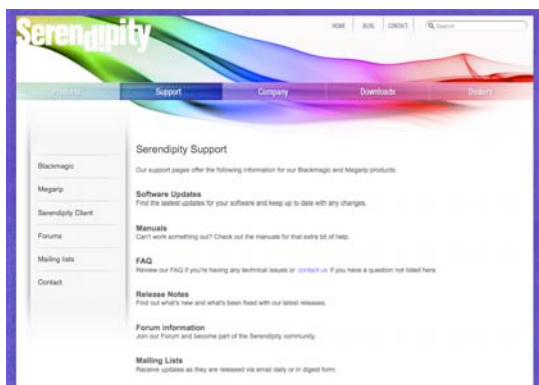 Serendipity
HOME BLOG CONTACT Search
Products Support Company Downloads Dealers
Blackmagic
Megarip
Serendipity Client
Forums
Mailing lists
Contact
Serendipity Support
Our support pages offer the following information for our Blackmagic and Megarip products:
Software Updates
Find the lastest updates for your software and keep up to date with any changes.
Manuals
Can't work something out? Check out the manuals for that extra bit of help.
FAQ
Review our FAQ if you're having any technical issues or contact us if you have a question not listed here.
Release Notes
Find out what's new and what's been fixed with our latest releases.
Forum information
Join our Forum and become part of the Serendipity community.
Mailing Lists
Receive updates as they are released via email daily or in digest form.